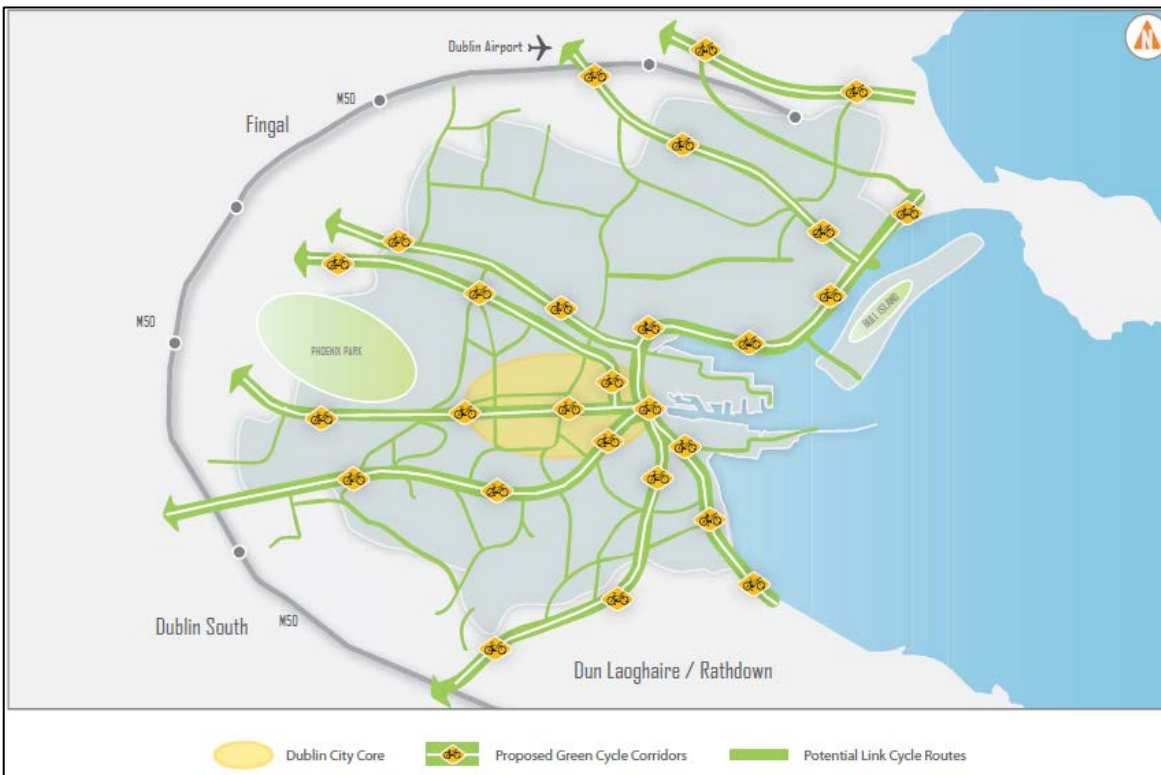 N
Dublin Airport
M50
Fingal
M50
PHOENIX PARK
BULL ISLAND
Dublin South
M50
Dun Laoghaire / Rathdown
Dublin City Core
Proposed Green Cycle Corridors
Potential Link Cycle Routes